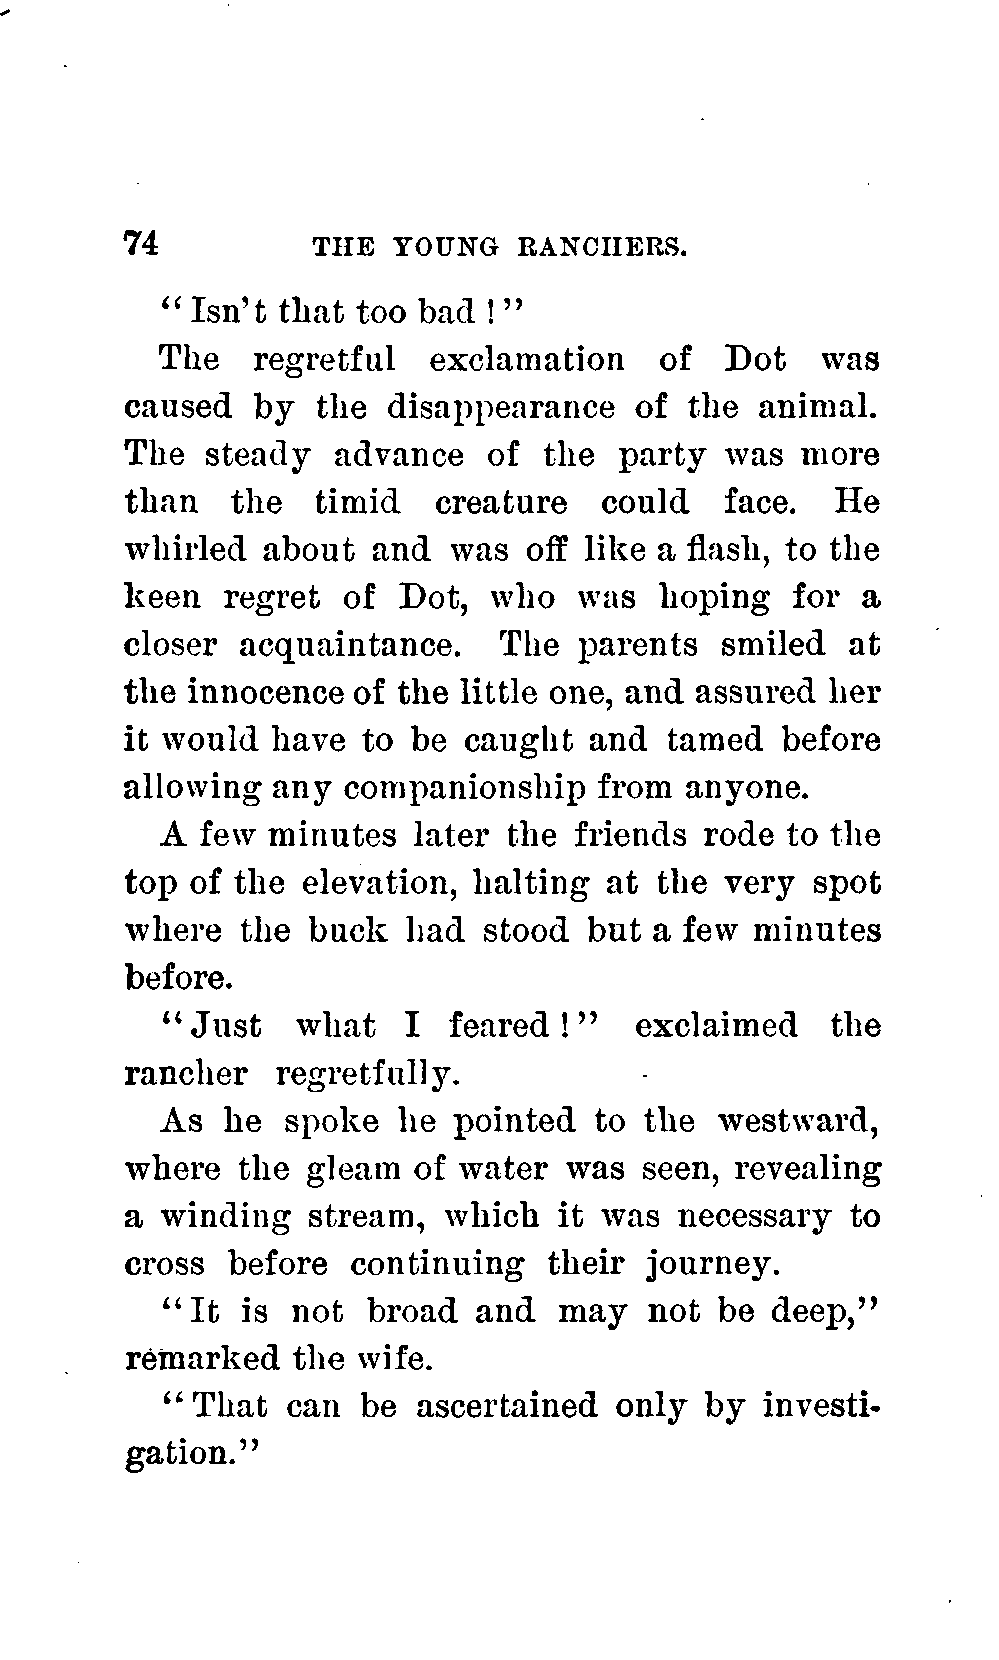 74 THE YOUNG RANCHERS.
"Isn't that too bad!"
The regretful exclamation of Dot was
caused by the disappearance of the animal.
The steady advance of the party was more
than the timid creature could face. He
whirled about and was off like a flash, to the
keen regret of Dot, who was hoping for a
closer acquaintance. The parents smiled at
the innocence of the little one, and assured her
it would have to be caught and tamed before
allowing any companionship from anyone.
A few minutes later the friends rode to the
top of the elevation, halting at the very spot
where the buck had stood but a few minutes
before.
"Just what I feared!" exclaimed the
rancher regretfully.
As he spoke he pointed to the westward,
where the gleam of water was seen, revealing
a winding stream, which it was necessary to
cross before continuing their journey.
"It is not broad and may not be deep,"
remarked the wife.
"That can be ascertained only by investi-
gation."